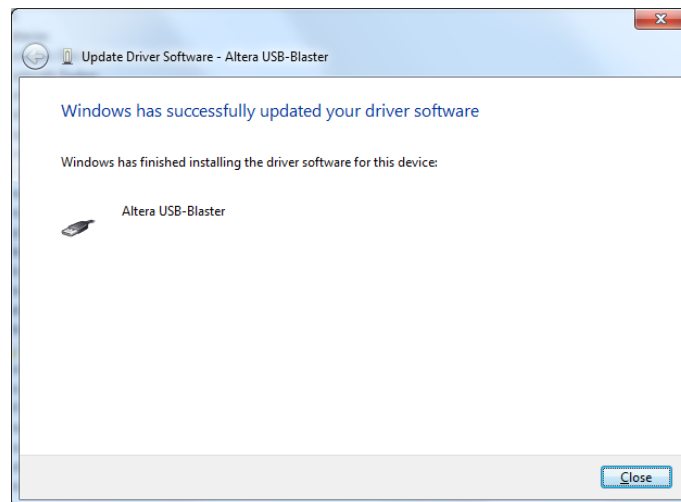 Update Driver Software - Altera USB-Blaster
Windows has successfully updated your driver software
Windows has finished installing the driver software for this device:
Altera USB-Blaster
Close